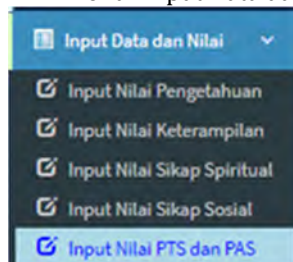 Input Data dan Nilai
Input Nilai Pengetahuan
Input Nilai Keterampilan
Input Nilai Sikap Spiritual
Input Nilai Sikap Sosial
Input Nilai PTS dan PAS